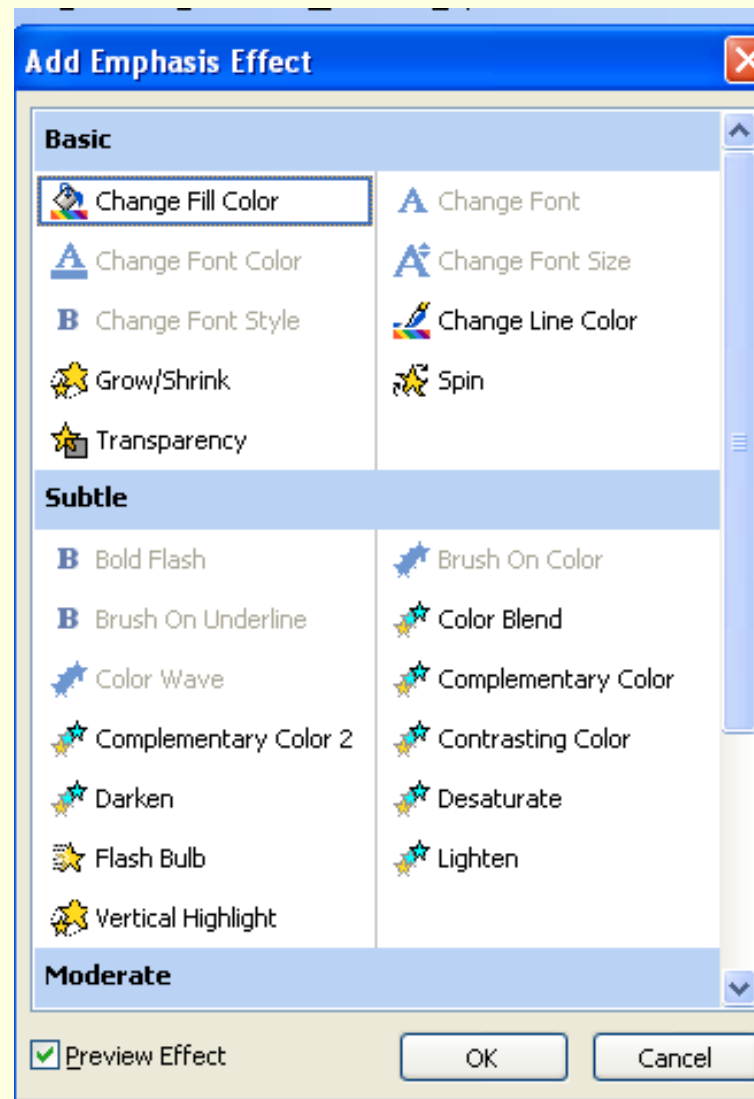 Add Emphasis Effect
Basic
Change Fill Color Change Font
Change Font Color Change Font Size
Change Font Style Change Line Color
Grow/Shrink Spin
Transparency
Subtle
Bold Flash Brush On Color
Brush On Underline Color Blend
Color Wave Complementary Color
Complementary Color 2 Contrasting Color
Darken Desaturate
Flash Bulb Lighten
Vertical Highlight
Moderate
Preview Effect OK Cancel